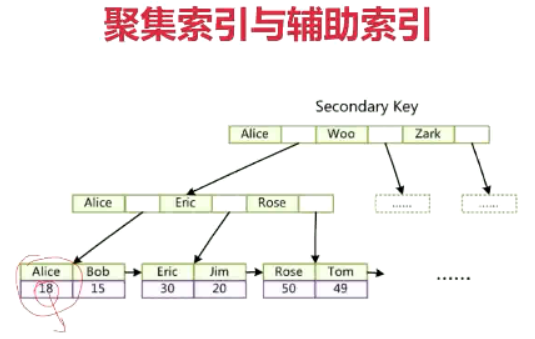 聚集索引与辅助索引
Secondary Key
Alice Woo Zark
Alice Eric Rose ...... ......
Alice Bob Eric Jim Rose Tom ......
18 15 30 20 50 49